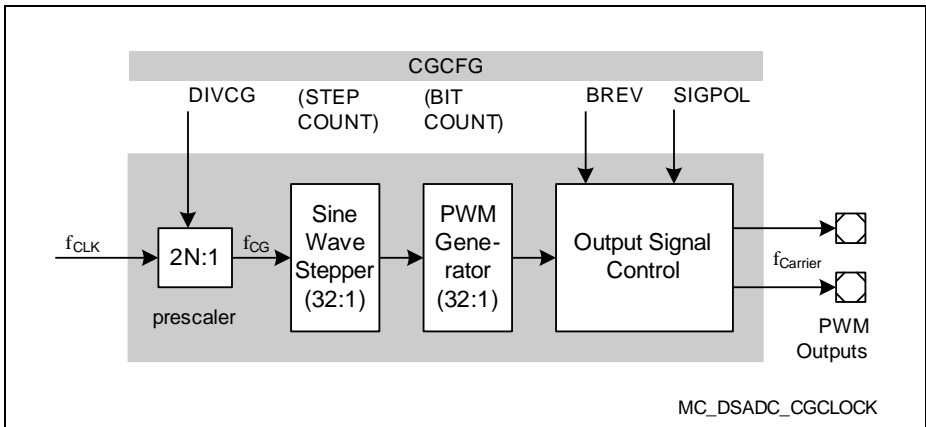 CGCFG
DIVCG
(STEP
COUNT)
(BIT
COUNT)
BREV
SIGPOL
fCLK
2N:1
fCG
prescaler
Sine
Wave
Stepper
(32:1)
PWM
Gene-
rator
(32:1)
Output Signal
Control
fCarrier
PWM
Outputs
MC_DSADC_CGCLOCK